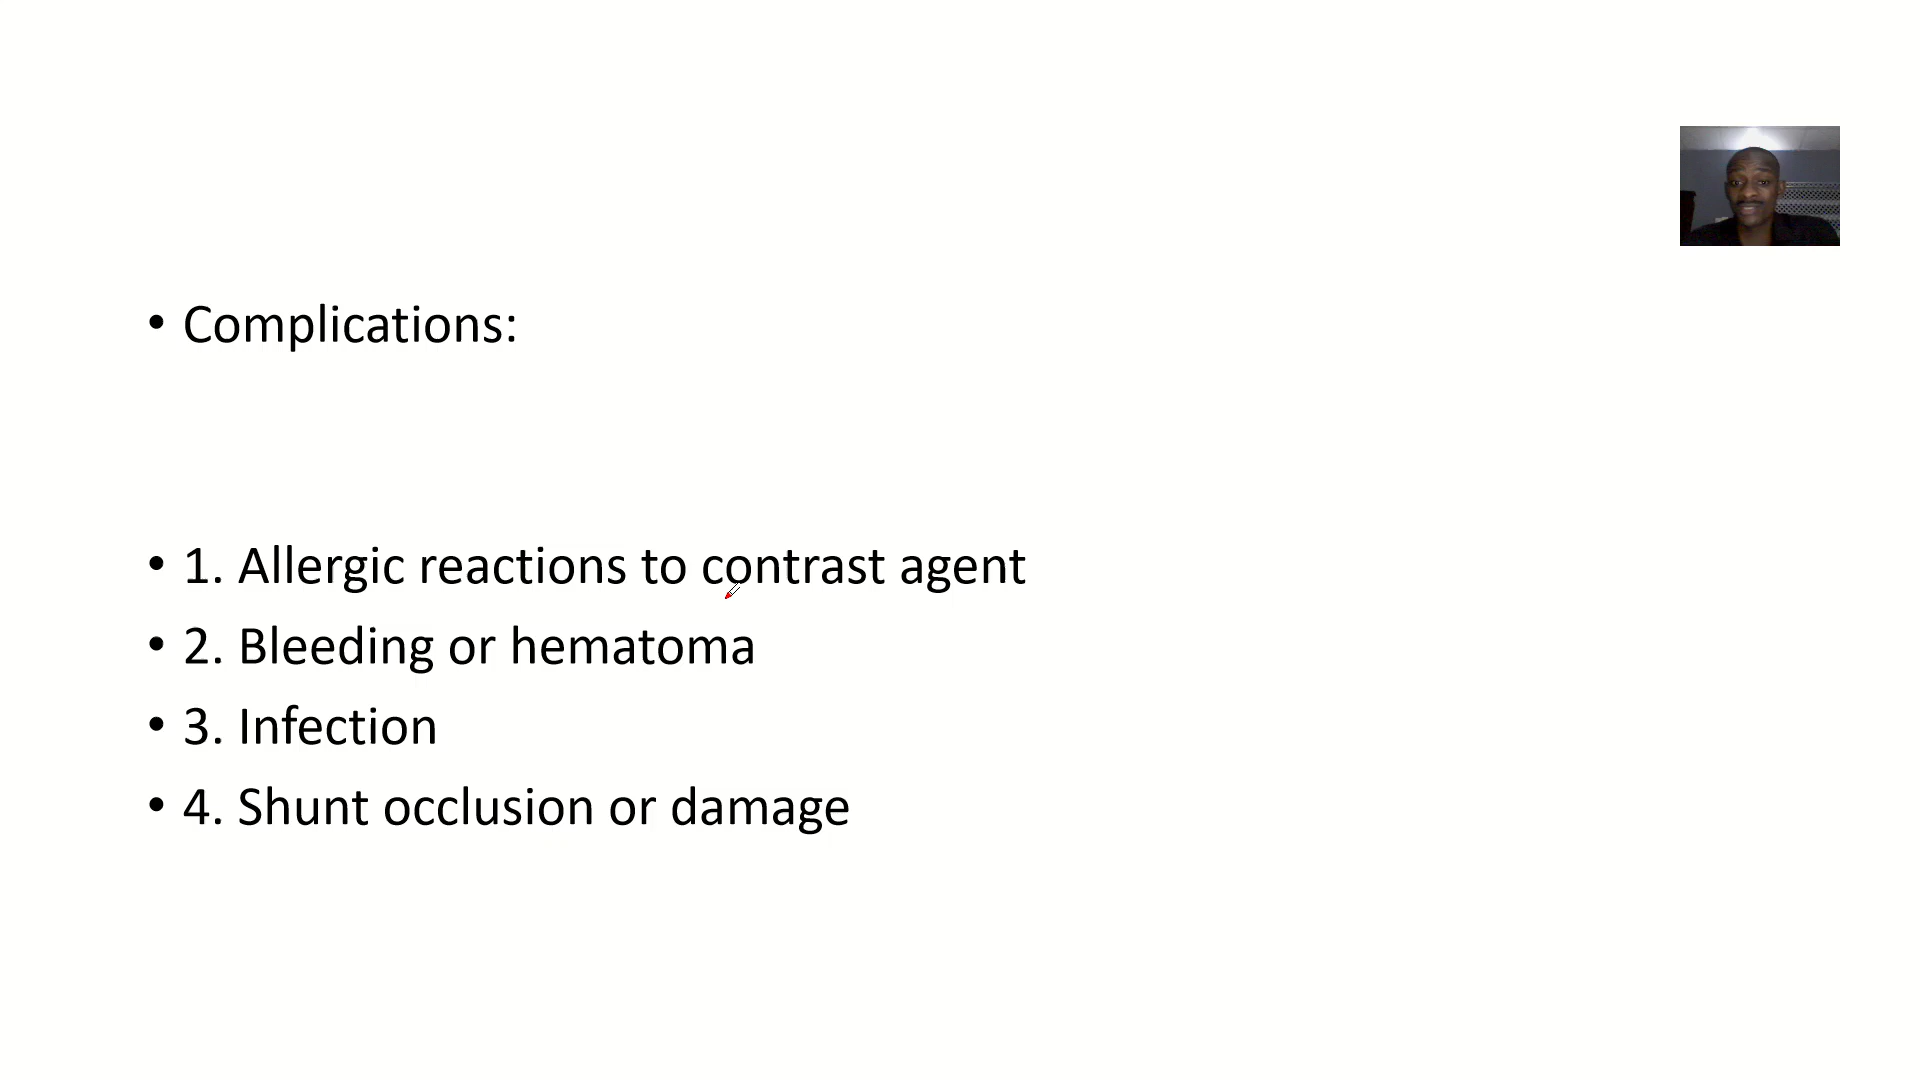 • Complications:
• 1. Allergic reactions to contrast agent
• 2. Bleeding or hematoma
• 3. Infection
• 4. Shunt occlusion or damage